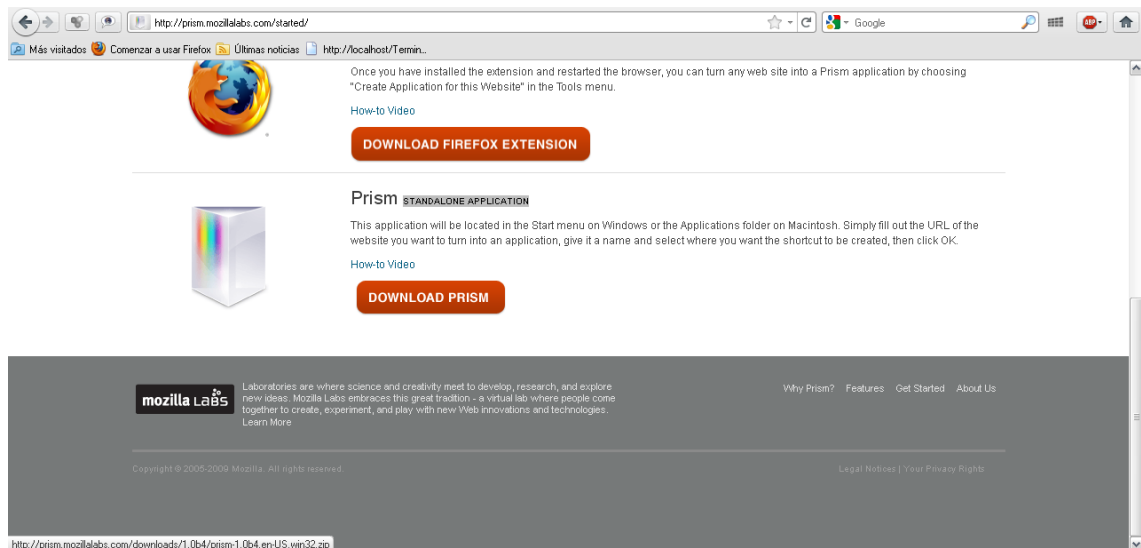 http://prism.mozillalabs.com/started/
Google
ABP
Más visitados Comenzar a usar Firefox Últimas noticias http://localhost/Termin...
Once you have installed the extension and restarted the browser, you can turn any web site into a Prism application by choosing
"Create Application for this Website" in the Tools menu.
How-to Video
DOWNLOAD FIREFOX EXTENSION
Prism STANDALONE APPLICATION
This application will be located in the Start menu on Windows or the Applications folder on Macintosh. Simply fill out the URL of the
website you want to turn into an application, give it a name and select where you want the shortcut to be created, then click OK.
How-to Video
DOWNLOAD PRISM
mozilla LaBs
Laboratories are where science and creativity meet to develop, research, and explore
new ideas. Mozilla Labs embraces this great tradition - a virtual lab where people come
together to create, experiment, and play with new Web innovations and technologies.
Learn More
Why Prism? Features Get Started About Us
Copyright © 2005-2009 Mozilla. All rights reserved.
Legal Notices | Your Privacy Rights
http://prism.mozillalabs.com/downloads/1.0b4/prism-1.0b4.en-US.win32.zip